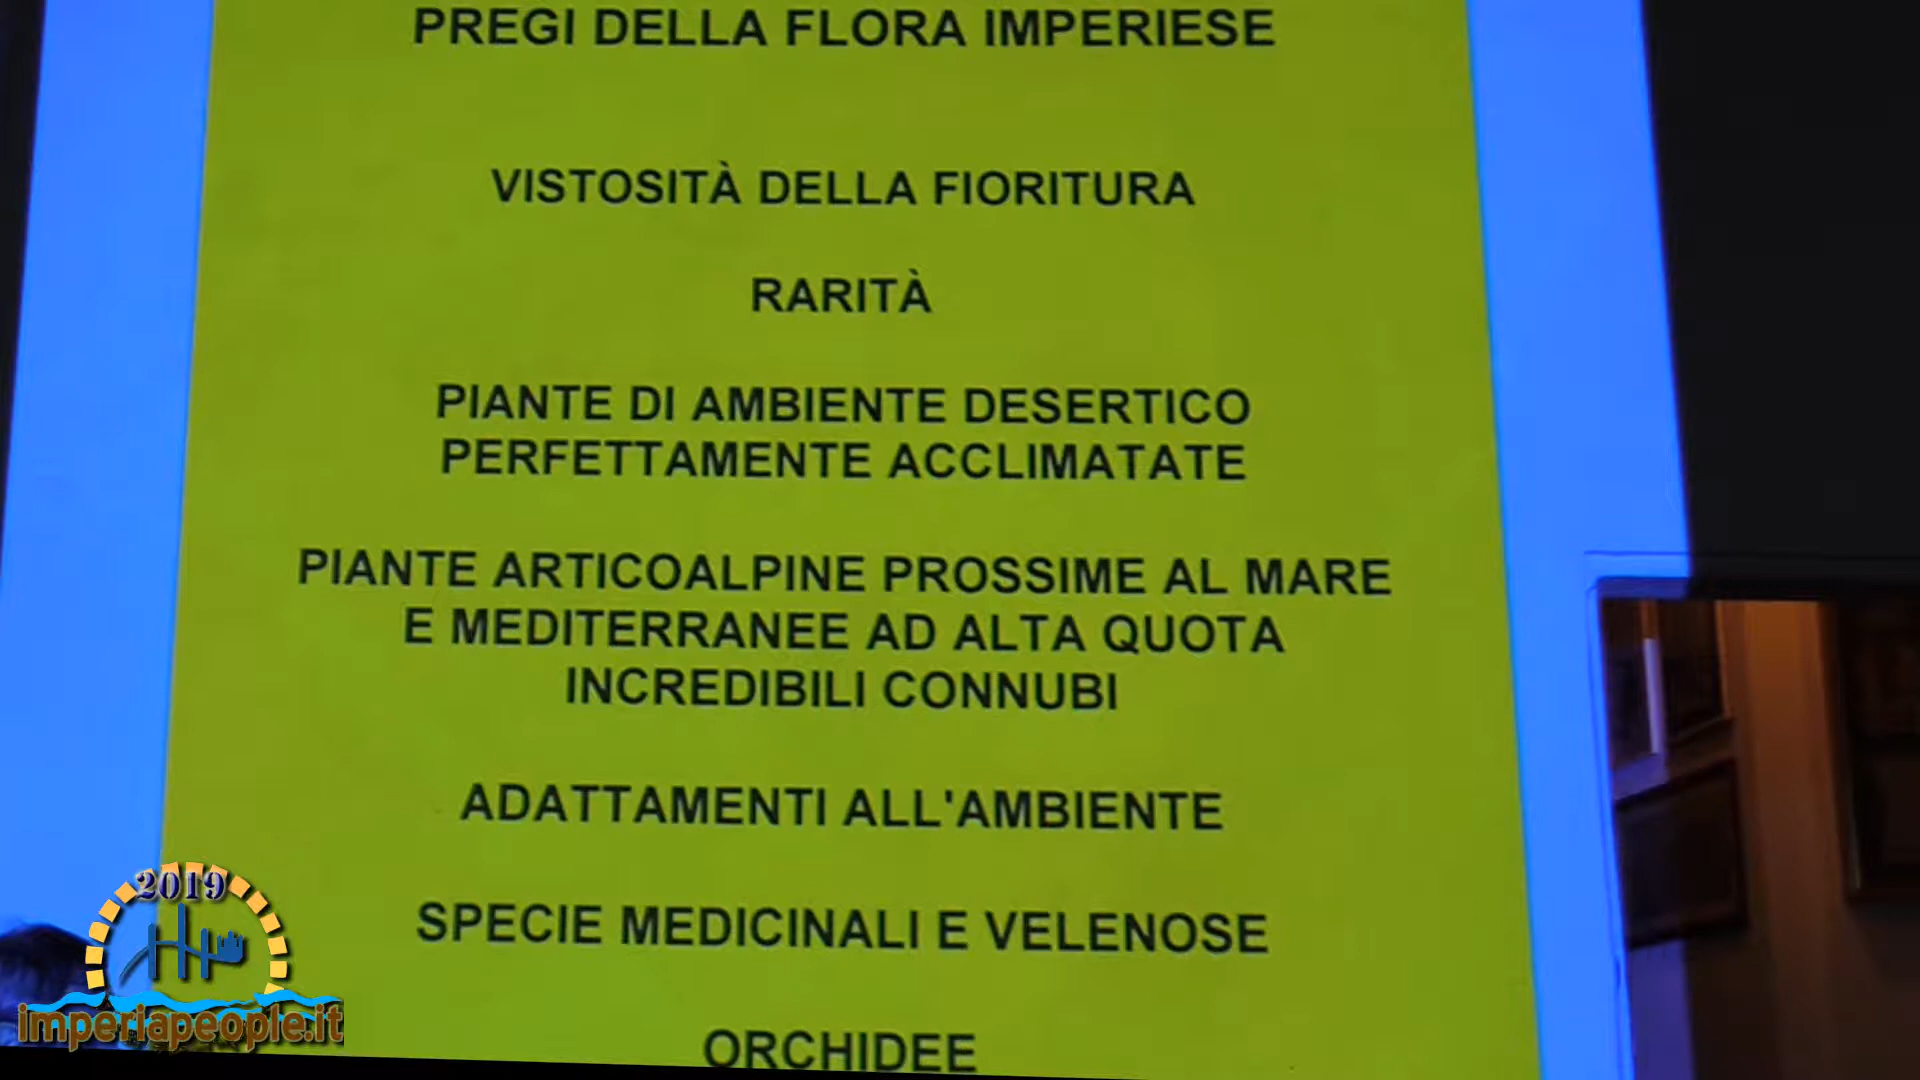 PREGI DELLA FLORA IMPERIESE
VISTOSITÀ DELLA FIORITURA
RARITÀ
PIANTE DI AMBIENTE DESERTICO
PERFETTAMENTE ACCLIMATATE
PIANTE ARTICOALPINE PROSSIME AL MARE
E MEDITERRANEE AD ALTA QUOTA
INCREDIBILI CONNUBI
ADATTAMENTI ALL'AMBIENTE
SPECIE MEDICINALI E VELENOSE
ORCHIDEE
2019
imperiapeople.it